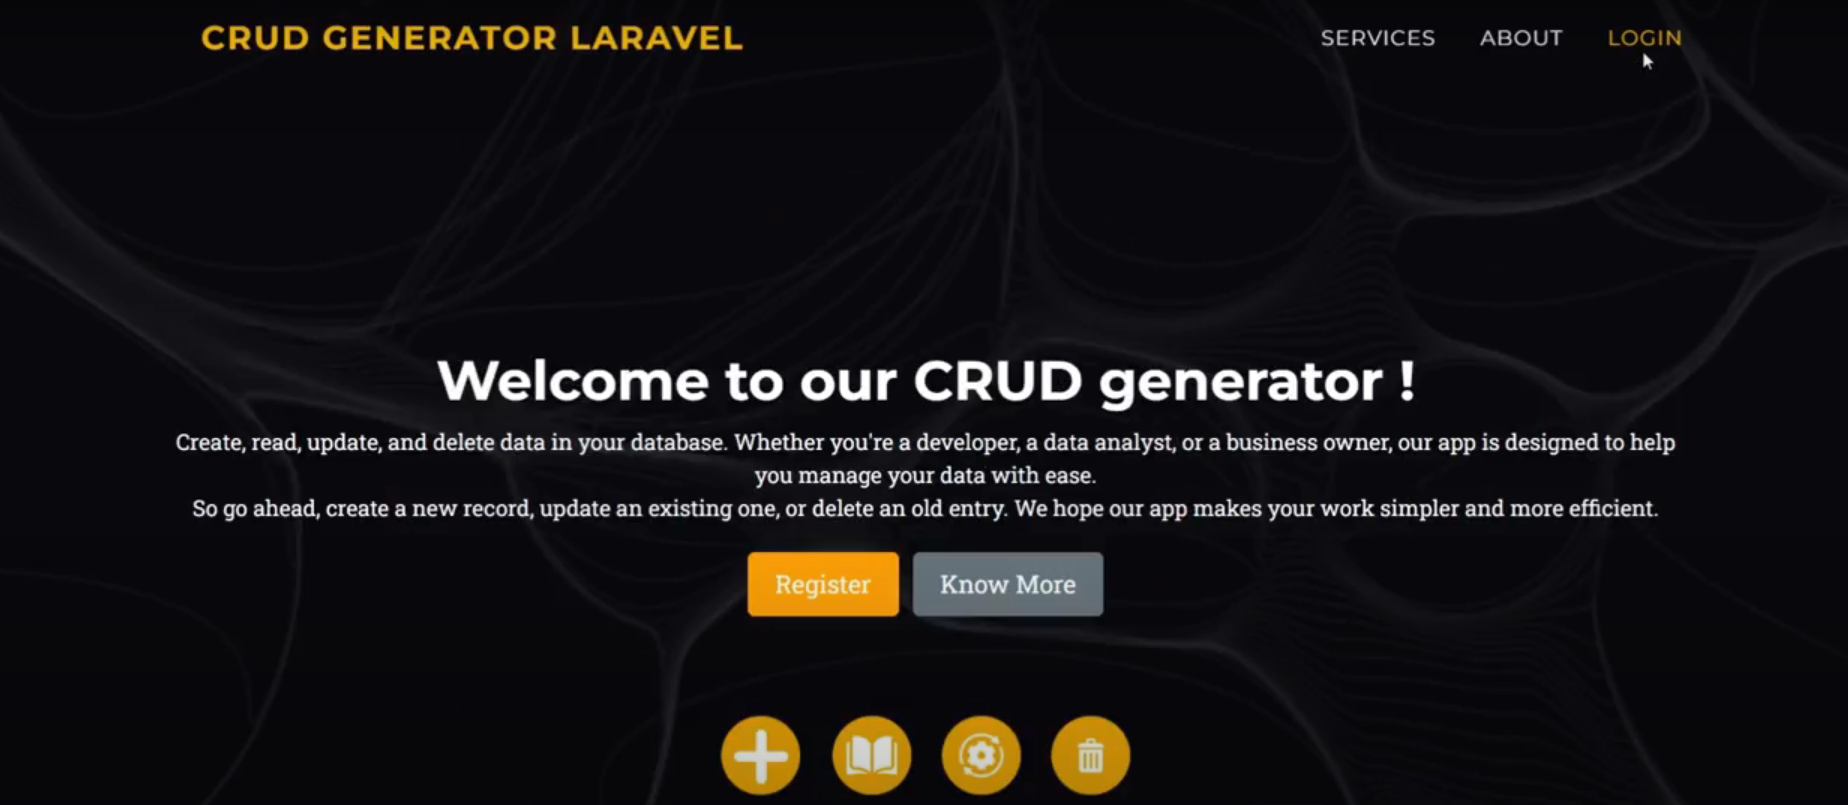 CRUD GENERATOR LARAVEL
SERVICES ABOUT LOGIN
Welcome to our CRUD generator !
Create, read, update, and delete data in your database. Whether you're a developer, a data analyst, or a business owner, our app is designed to help
you manage your data with ease.
So go ahead, create a new record, update an existing one, or delete an old entry. We hope our app makes your work simpler and more efficient.
Register Know More